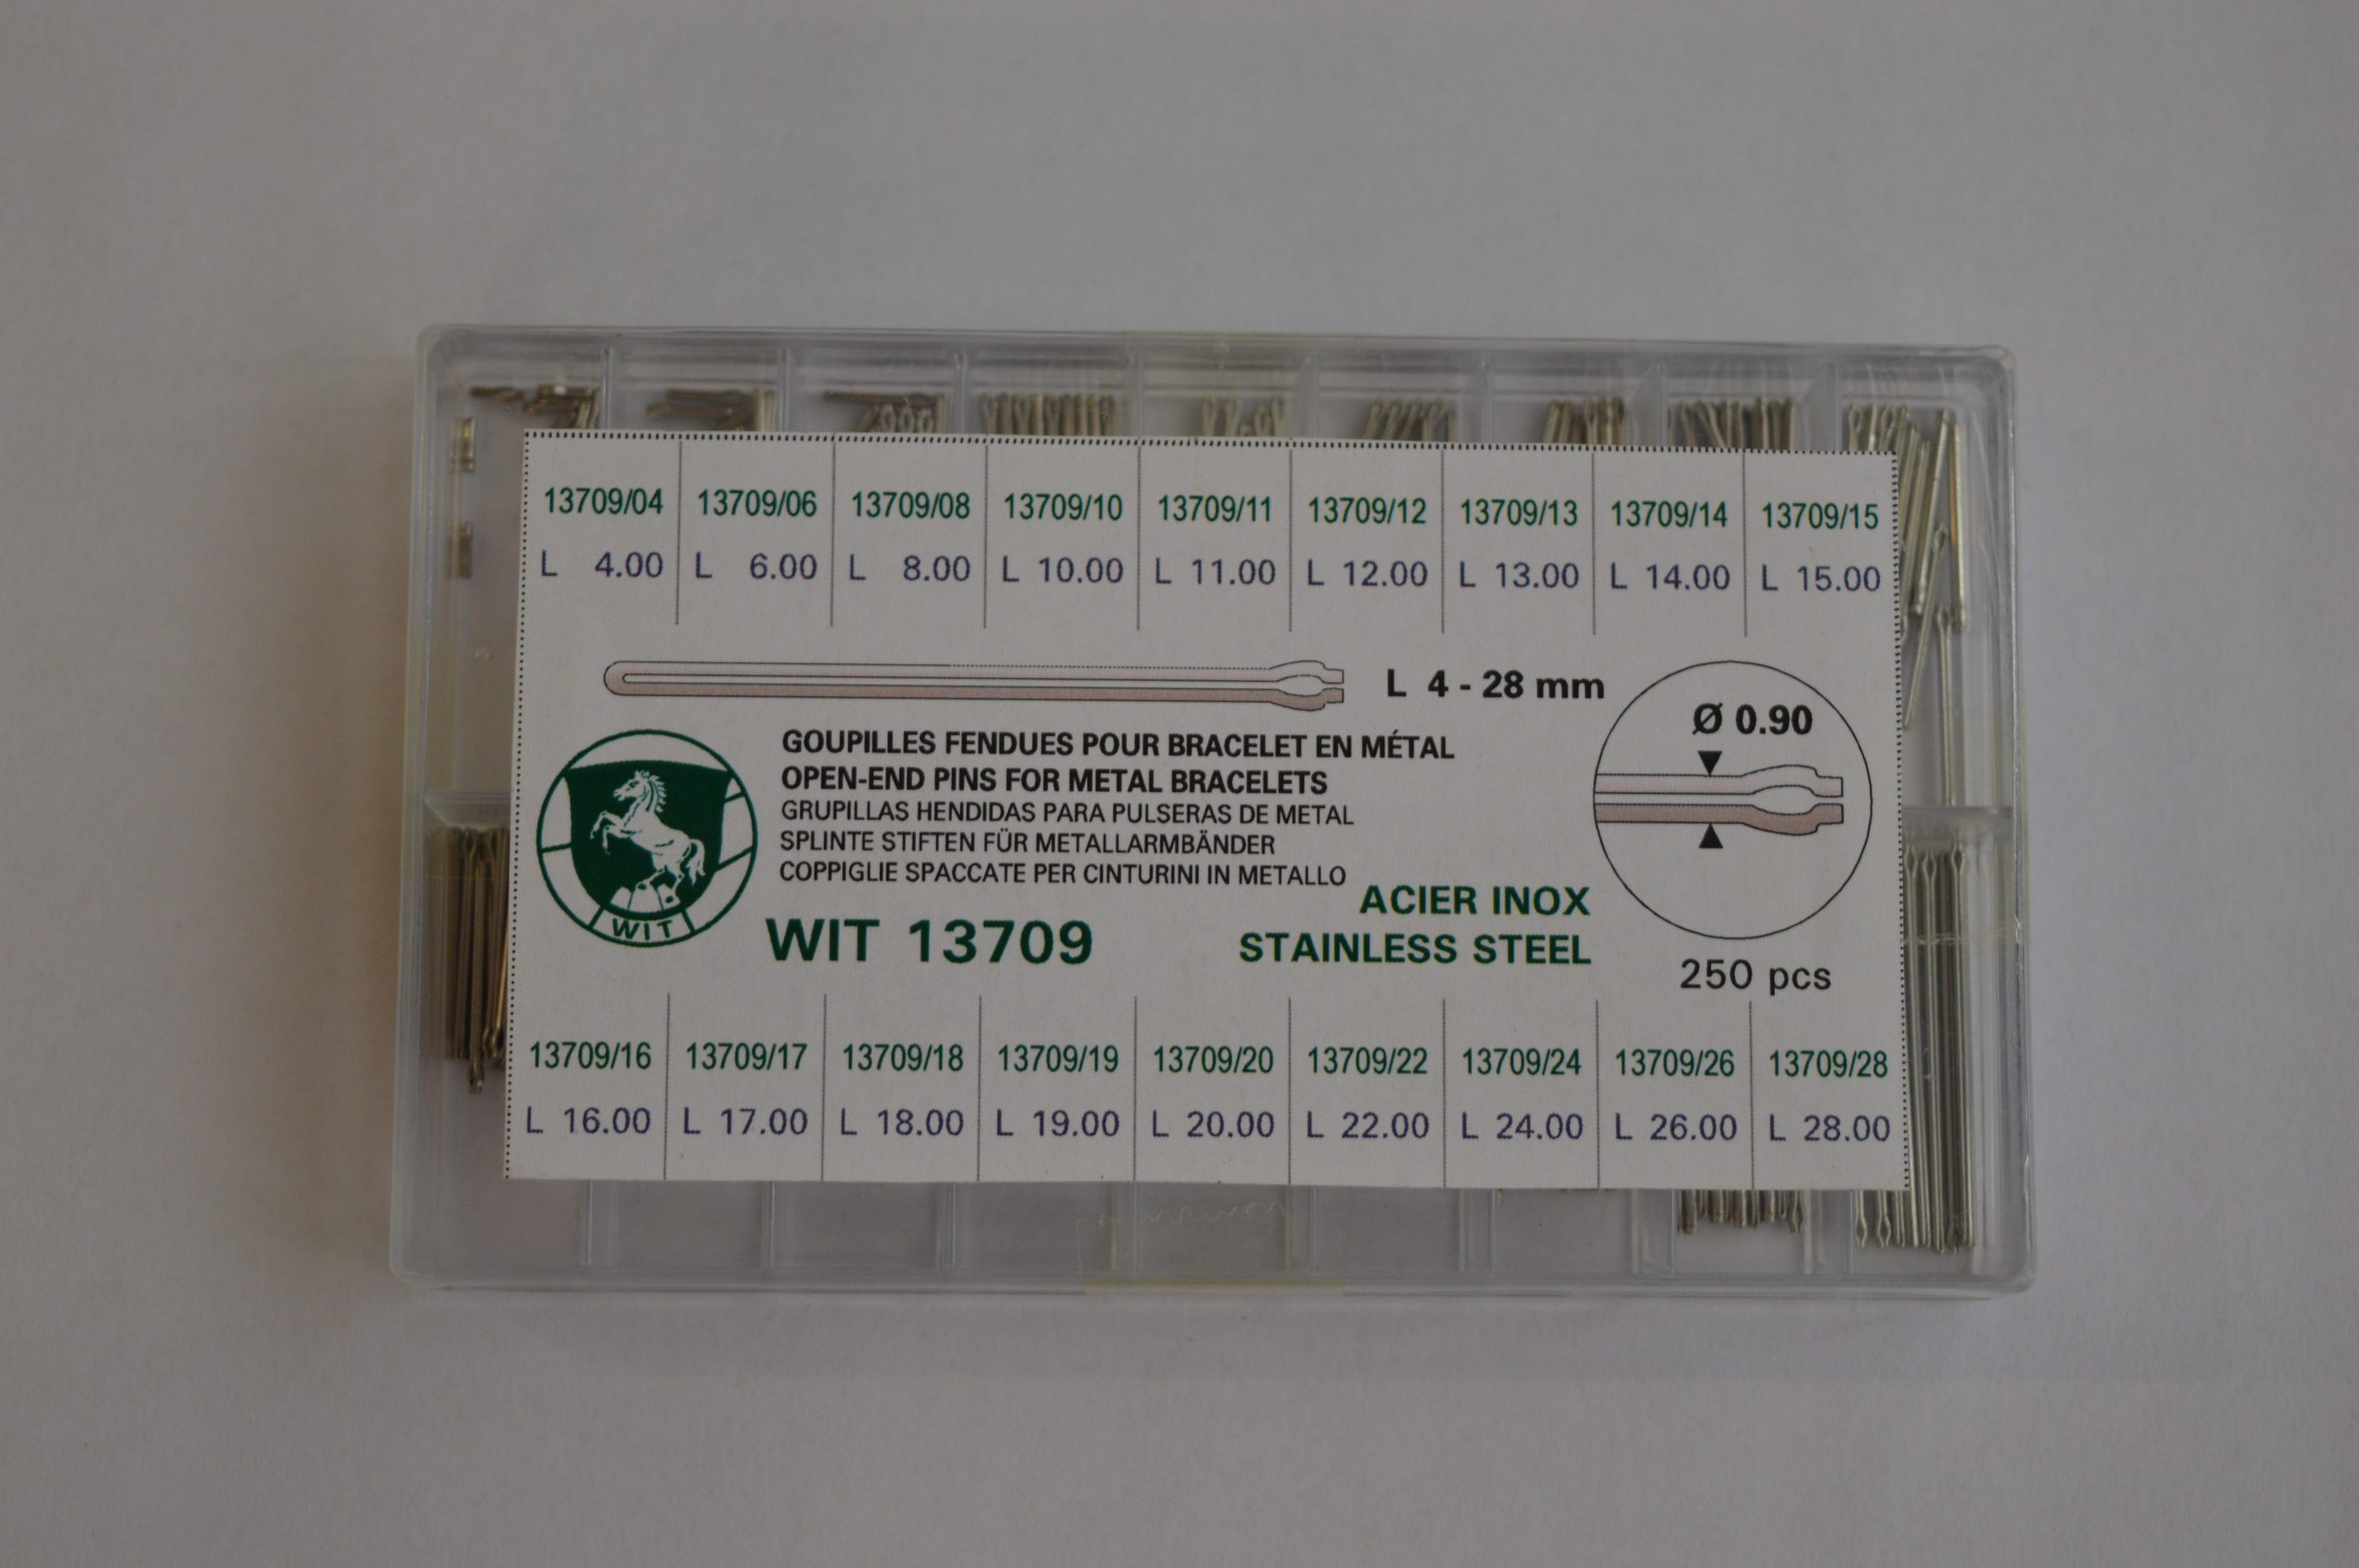 13709/04 13709/06 13709/08 13709/10 13709/11 13709/12 13709/13 13709/14 13709/15
L 4.00 L 6.00 L 8.00 L 10.00 L 11.00 L 12.00 L 13.00 L 14.00 L 15.00
L 4 - 28 mm
Ø 0.90
GOUPILLES FENDUES POUR BRACELET EN MÉTAL
OPEN-END PINS FOR METAL BRACELETS
GRUPILLAS HENDIDAS PARA PULSERAS DE METAL
SPLINTE STIFTEN FÜR METALLARMBÄNDER
COPPIGLIE SPACCATE PER CINTURINI IN METALLO
WIT
WIT 13709
ACIER INOX
STAINLESS STEEL
250 pcs
13709/16 13709/17 13709/18 13709/19 13709/20 13709/22 13709/24 13709/26 13709/28
L 16.00 L 17.00 L 18.00 L 19.00 L 20.00 L 22.00 L 24.00 L 26.00 L 28.00